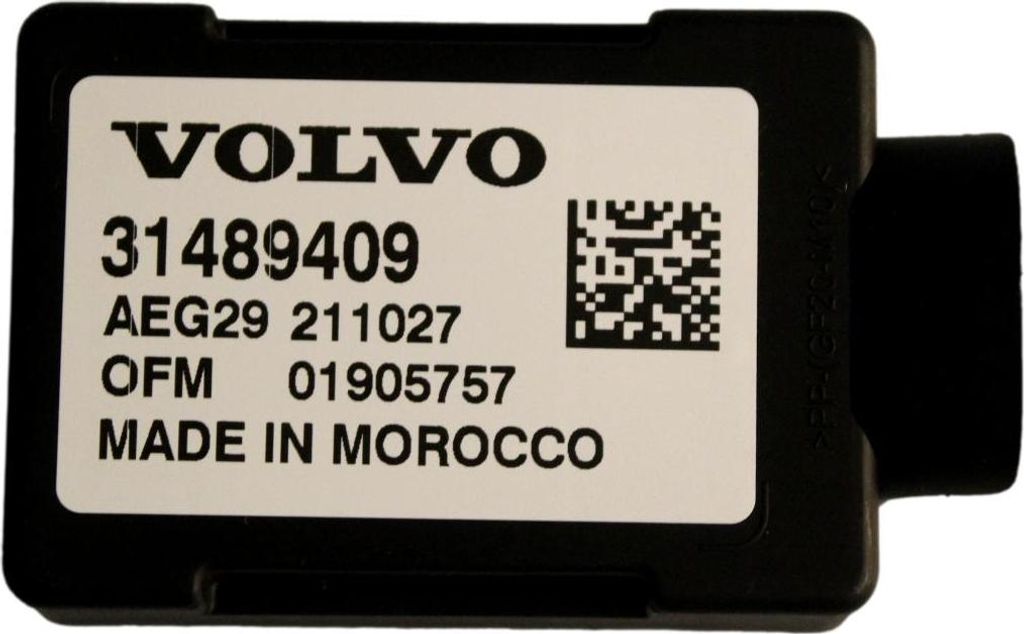 VOLVO
31489409
AEG29 211027
OFM 01905757
MADE IN MOROCCO